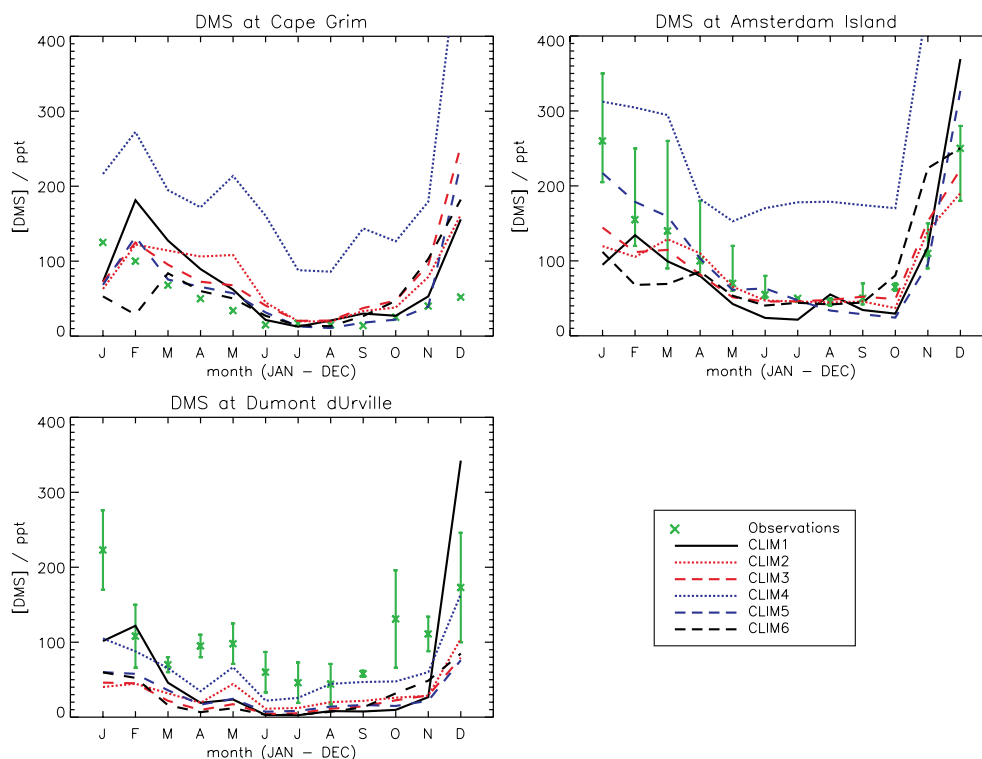 DMS at Cape Grim
400
300
200
100
0
[DMS] / ppt
J F M A M J J A S O N D
month (JAN – DEC)
DMS at Amsterdam Island
400
300
200
100
0
[DMS] / ppt
J F M A M J J A S O N D
month (JAN – DEC)
DMS at Dumont dUrville
400
300
200
100
0
[DMS] / ppt
J F M A M J J A S O N D
month (JAN – DEC)
Observations
CLIM1
CLIM2
CLIM3
CLIM4
CLIM5
CLIM6